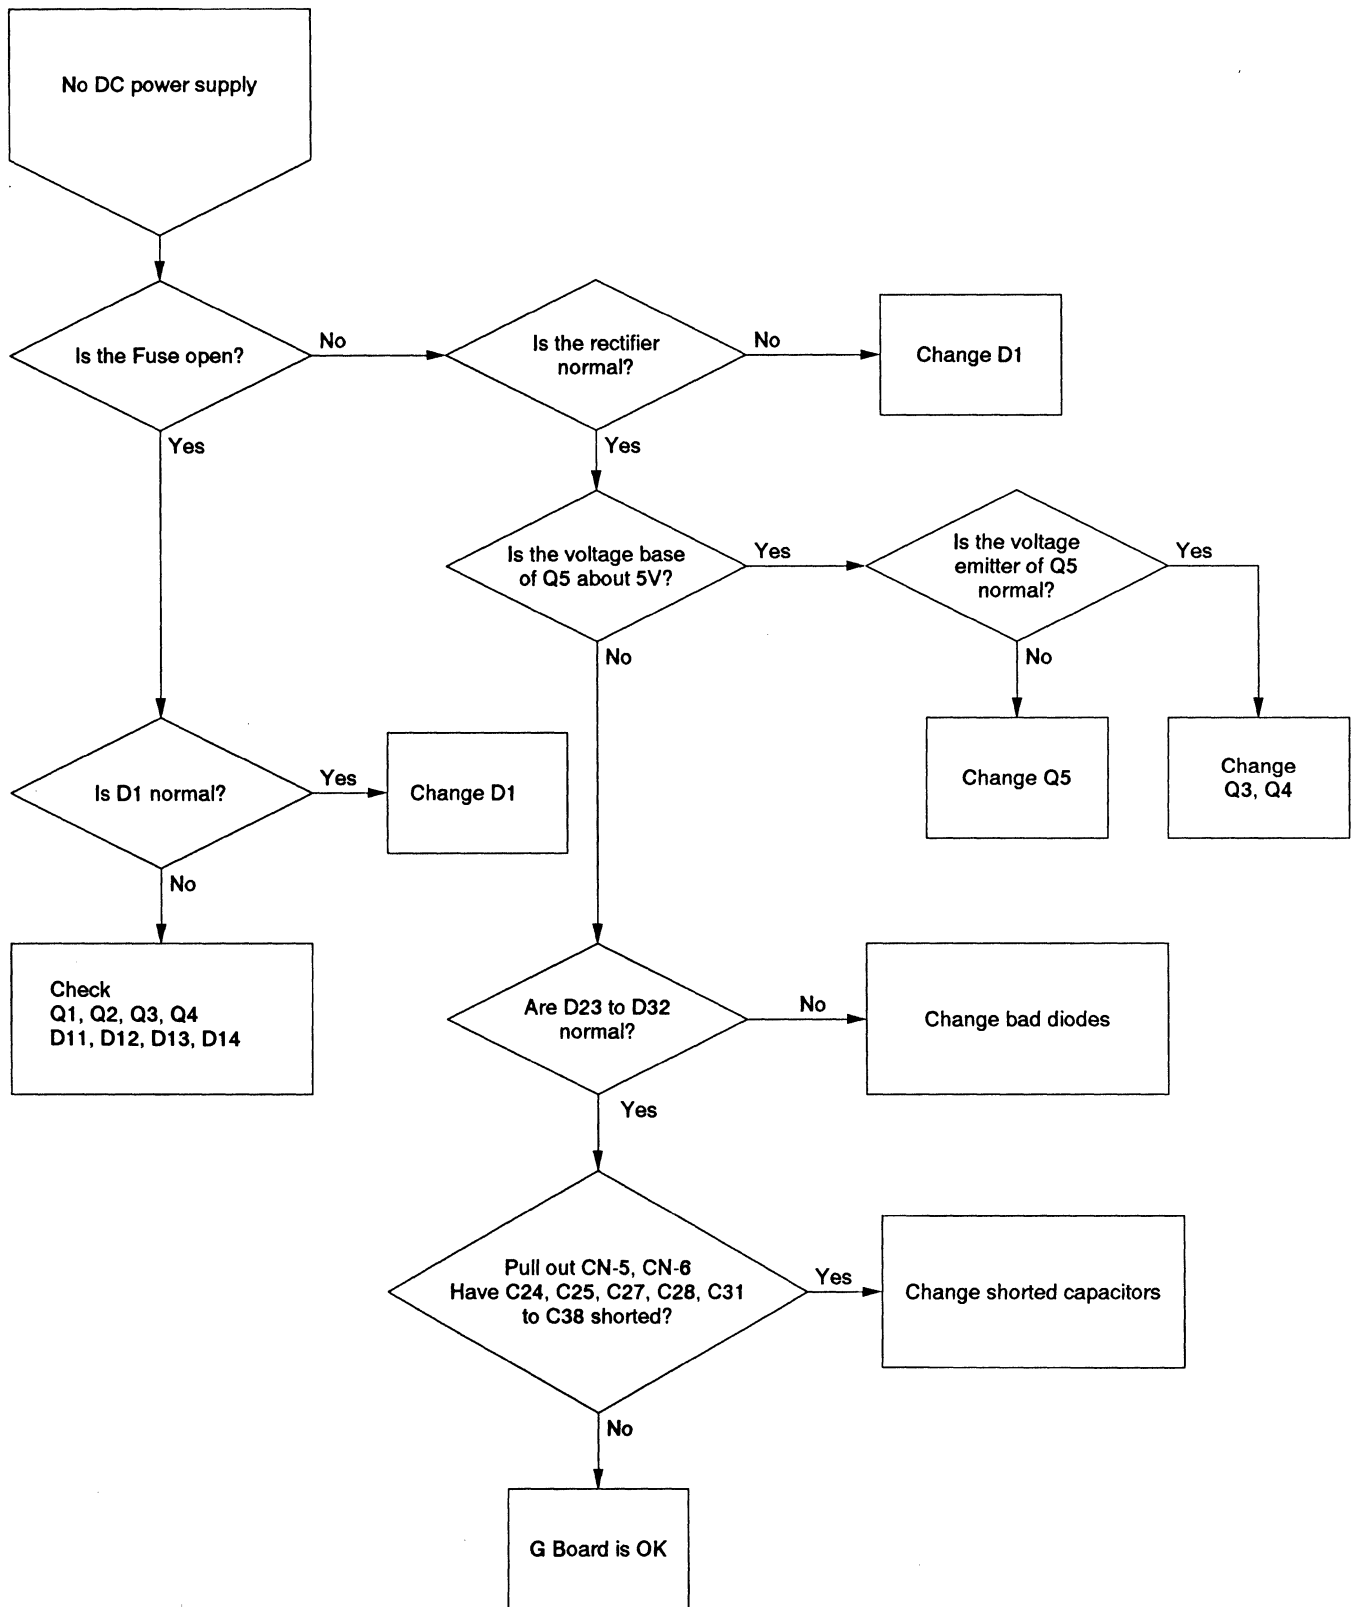 No DC power supply
Is the Fuse open?
No
Is the rectifier
normal?
No
Change D1
Yes
Yes
Is the voltage base
of Q5 about 5V?
Yes
Is the voltage
emitter of Q5
normal?
Yes
No
No
Change Q5
Change
Q3, Q4
Is D1 normal?
Yes
Change D1
No
Check
Q1, Q2, Q3, Q4
D11, D12, D13, D14
Are D23 to D32
normal?
No
Change bad diodes
Yes
Pull out CN-5, CN-6
Have C24, C25, C27, C28, C31
to C38 shorted?
Yes
Change shorted capacitors
No
G Board is OK